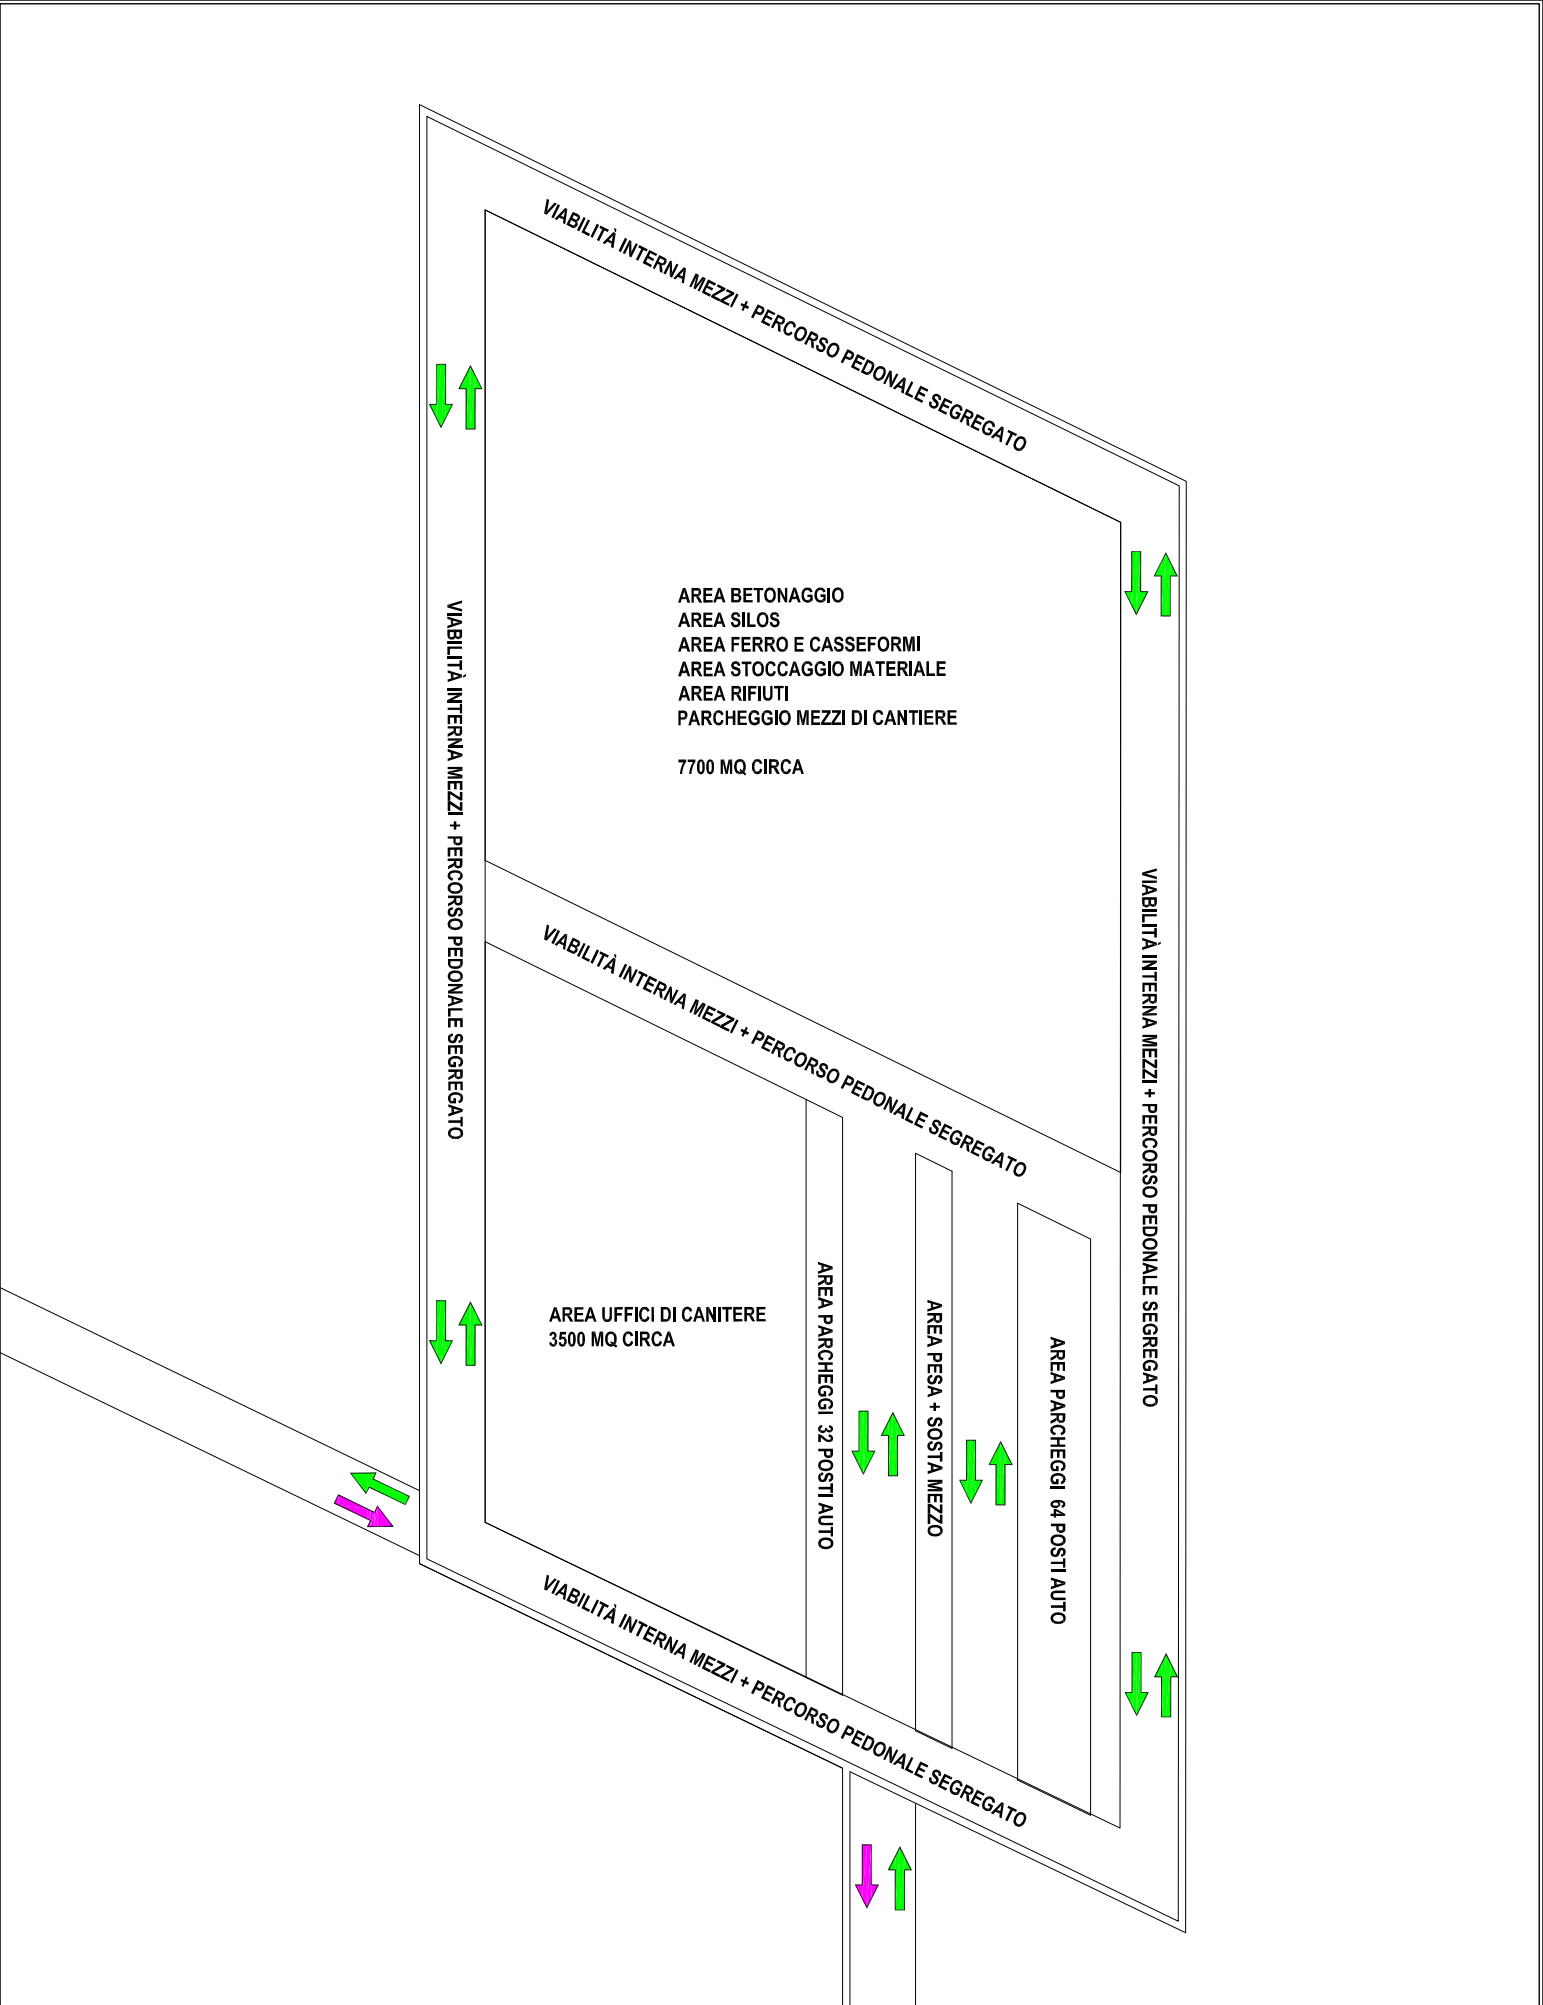 VIABILITÀ INTERNA MEZZI + PERCORSO PEDONALE SEGREGATO
AREA BETONAGGIO
AREA SILOS
AREA FERRO E CASSEFORMI
AREA STOCCAGGIO MATERIALE
AREA RIFIUTI
PARCHEGGIO MEZZI DI CANTIERE
7700 MQ CIRCA
VIABILITÀ INTERNA MEZZI + PERCORSO PEDONALE SEGREGATO
VIABILITÀ INTERNA MEZZI + PERCORSO PEDONALE SEGREGATO
VIABILITÀ INTERNA MEZZI + PERCORSO PEDONALE SEGREGATO
AREA UFFICI DI CANITERE
3500 MQ CIRCA
AREA PARCHEGGI 32 POSTI AUTO
AREA PESA + SOSTA MEZZO
AREA PARCHEGGI 64 POSTI AUTO
VIABILITÀ INTERNA MEZZI + PERCORSO PEDONALE SEGREGATO